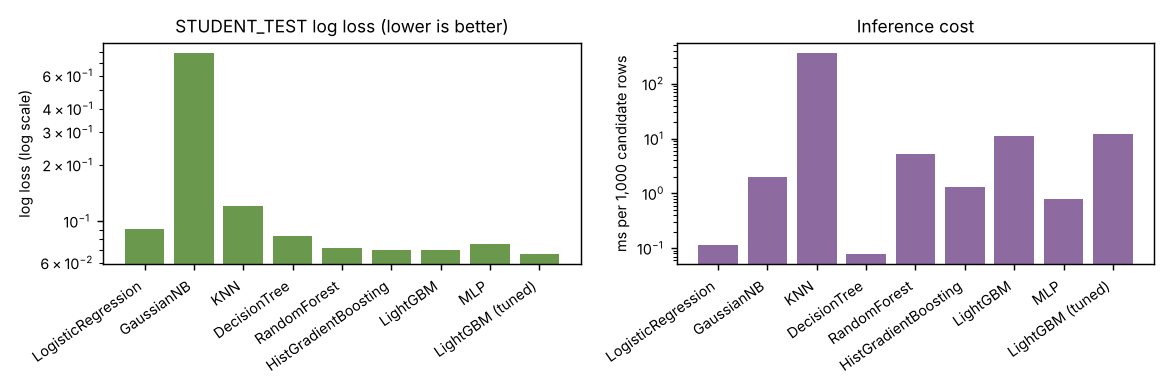 STUDENT_TEST log loss (lower is better)
log loss (log scale)
6 × 10⁻¹
4 × 10⁻¹
3 × 10⁻¹
2 × 10⁻¹
10⁻¹
6 × 10⁻²
LogisticRegression
GaussianNB
KNN
DecisionTree
RandomForest
HistGradientBoosting
LightGBM
MLP
LightGBM (tuned)
Inference cost
ms per 1,000 candidate rows
10²
10¹
10⁰
10⁻¹
LogisticRegression
GaussianNB
KNN
DecisionTree
RandomForest
HistGradientBoosting
LightGBM
MLP
LightGBM (tuned)